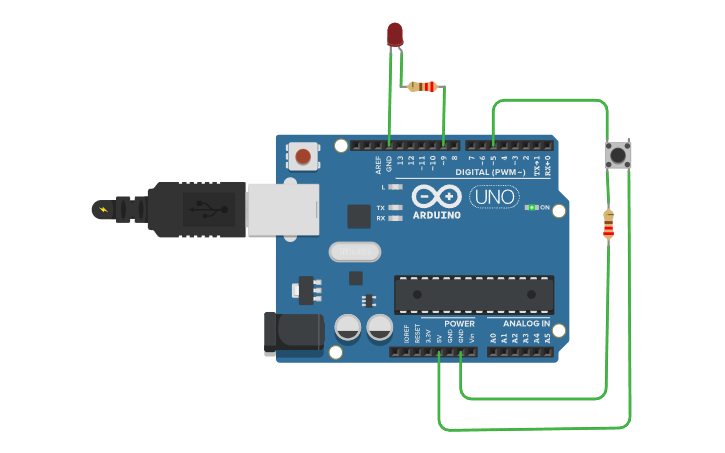 AREF
GND
13
12
~11
~10
~9
8
7
~6
~5
4
~3
2
TX→1
RX←0
DIGITAL (PWM~)
L
TX
RX
ARDUINO
UNO
ON
POWER
ANALOG IN
IOREF
RESET
3.3V
5V
GND
GND
Vin
A0
A1
A2
A3
A4
A5